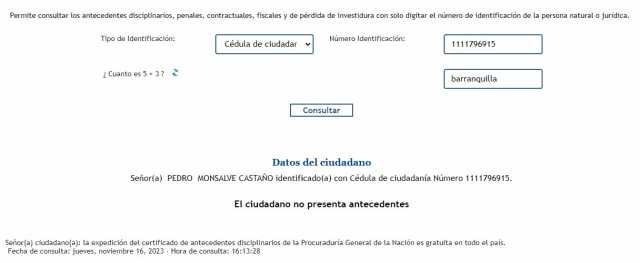 Permite consultar los antecedentes disciplinarios, penales, contractuales, fiscales y de pérdida de investidura con solo digitar el número de identificación de la persona natural o jurídica.
Tipo de Identificación: Cédula de ciudadar Número Identificación: 1111796915
¿ Cuanto es 5 + 3 ? barranquilla
Consultar
Datos del ciudadano
Señor(a) PEDRO MONSALVE CASTAÑO identificado(a) con Cédula de ciudadanía Número 1111796915.
El ciudadano no presenta antecedentes
Señor(a) ciudadano(a): la expedición del certificado de antecedentes disciplinarios de la Procuraduría General de la Nación es gratuita en todo el país.
Fecha de consulta: jueves, noviembre 16, 2023 - Hora de consulta: 16:13:28